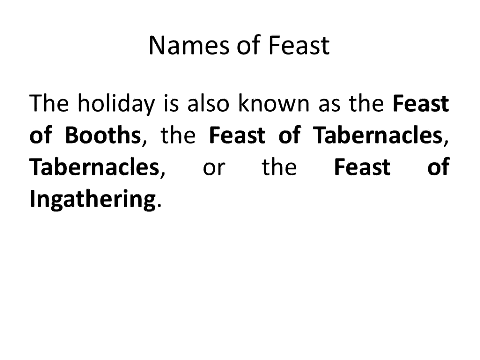 Names of Feast
The holiday is also known as the Feast
of Booths, the Feast of Tabernacles,
Tabernacles, or the Feast of
Ingathering.